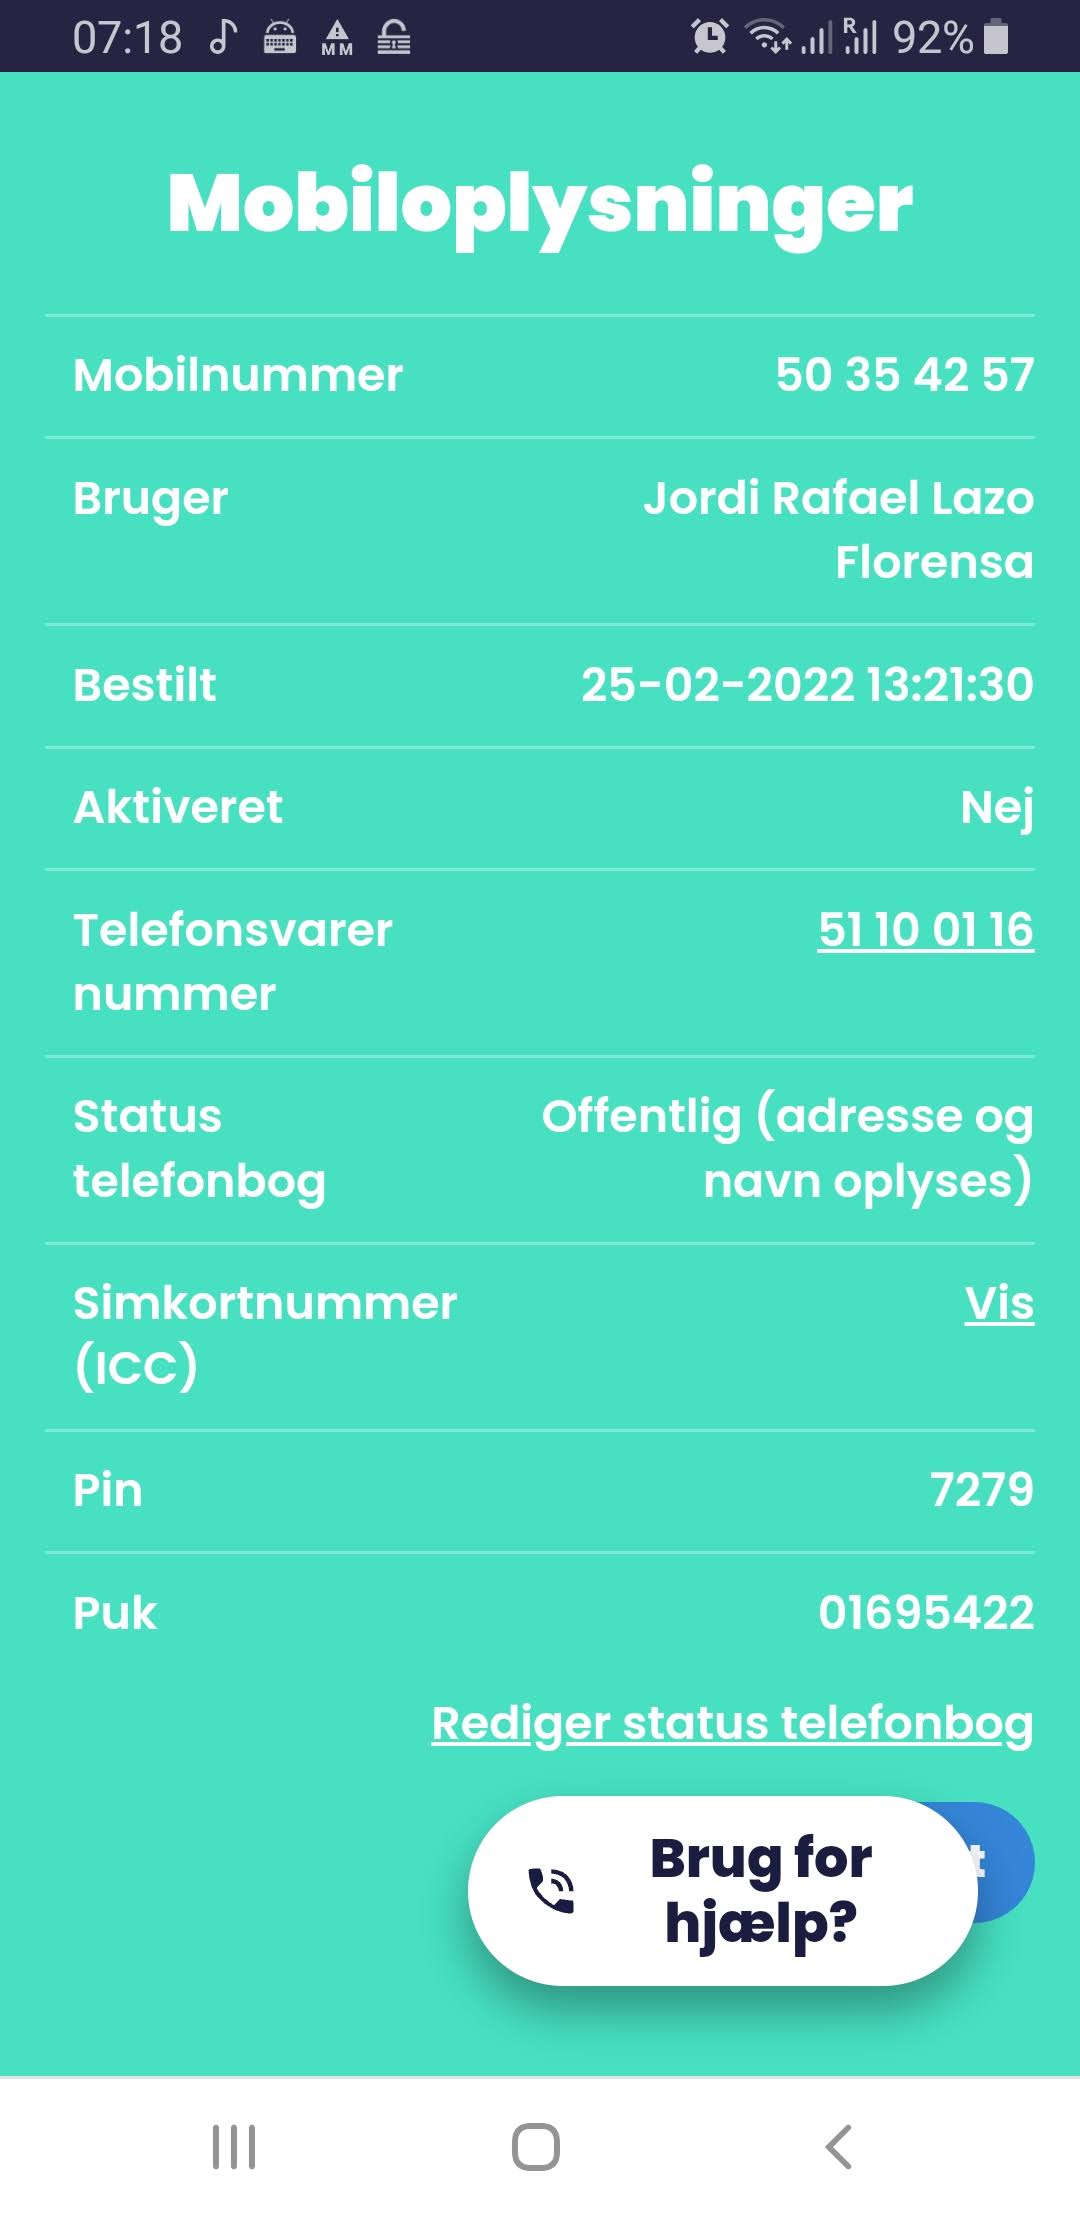 07:18
MM
R
92%
Mobiloplysninger
Mobilnummer 50 35 42 57
Bruger Jordi Rafael Lazo
Florensa
Bestilt 25-02-2022 13:21:30
Aktiveret Nej
Telefonsvarer 51 10 01 16
nummer
Status Offentlig (adresse og
telefonbog navn oplyses)
Simkortnummer Vis
(ICC)
Pin 7279
Puk 01695422
Rediger status telefonbog
Brug for
hjælp?